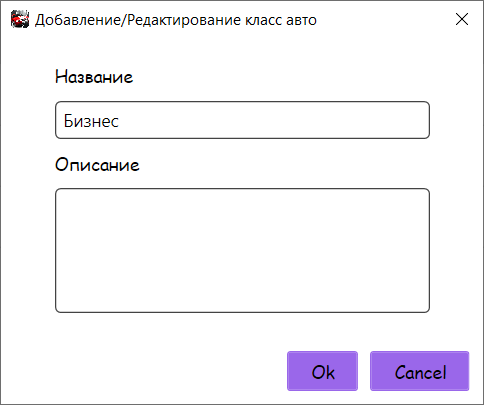 Добавление/Редактирование класс авто
Название
Бизнес
Описание
Ok
Cancel